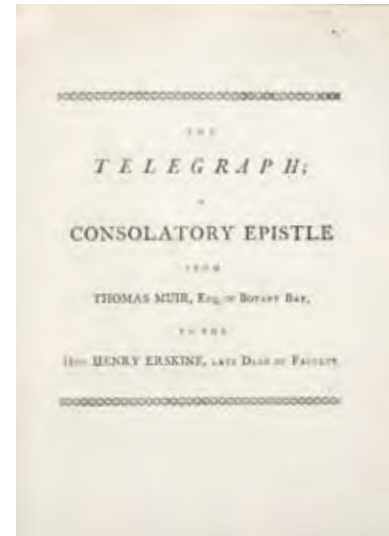 THE
TELEGRAPH;
A
CONSOLATORY EPISTLE
FROM
THOMAS MUIR, Esq. of Botany Bay,
TO THE
Hon. HENRY ERSKINE, late Dean of Faculty.